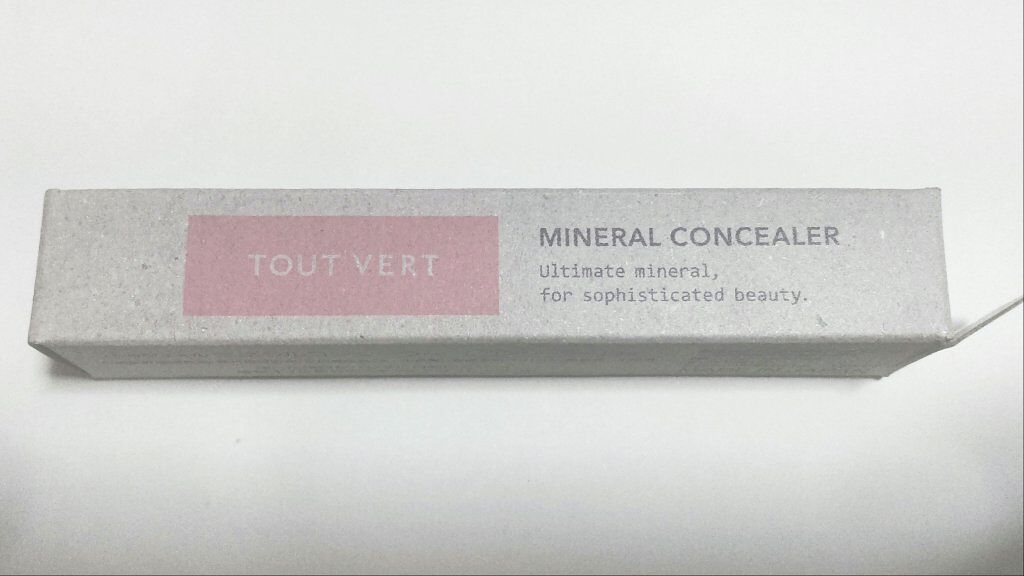 TOUT VERT
MINERAL CONCEALER
Ultimate mineral,
for sophisticated beauty.